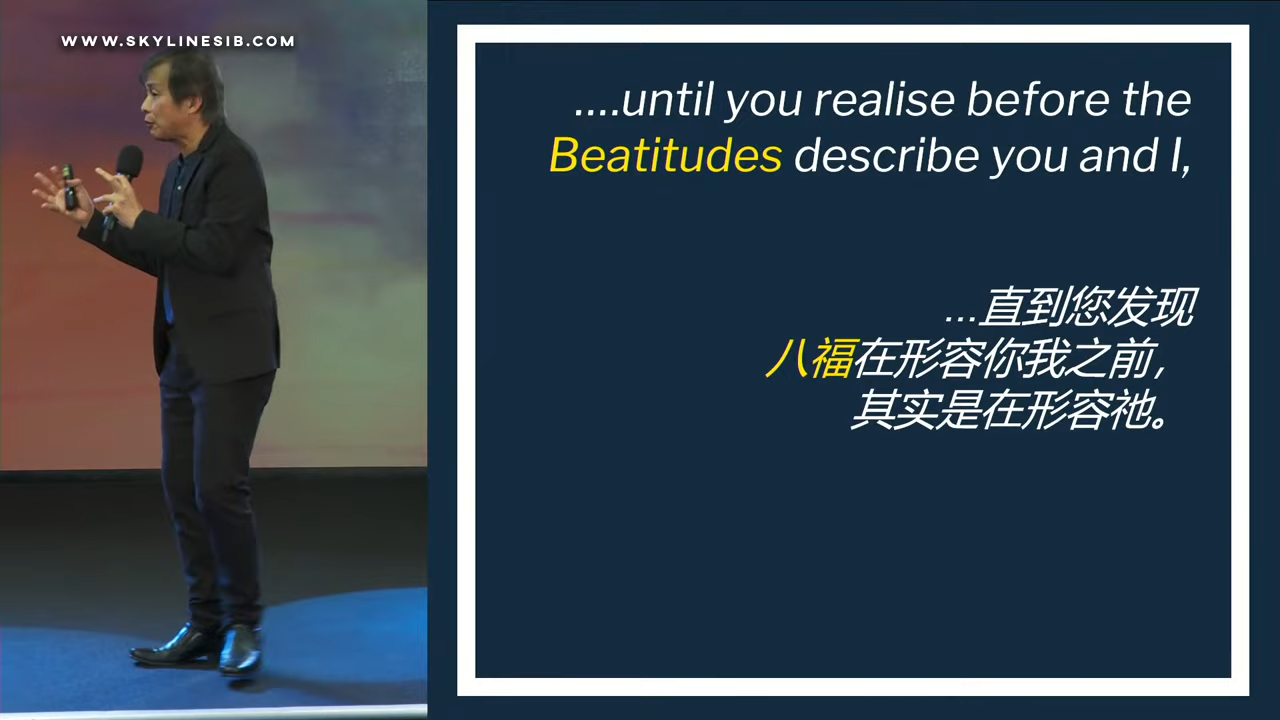 WWW.SKYLINESIB.COM
....until you realise before the
Beatitudes describe you and I,
...直到您发现
八福在形容你我之前，
其实是在形容祂。